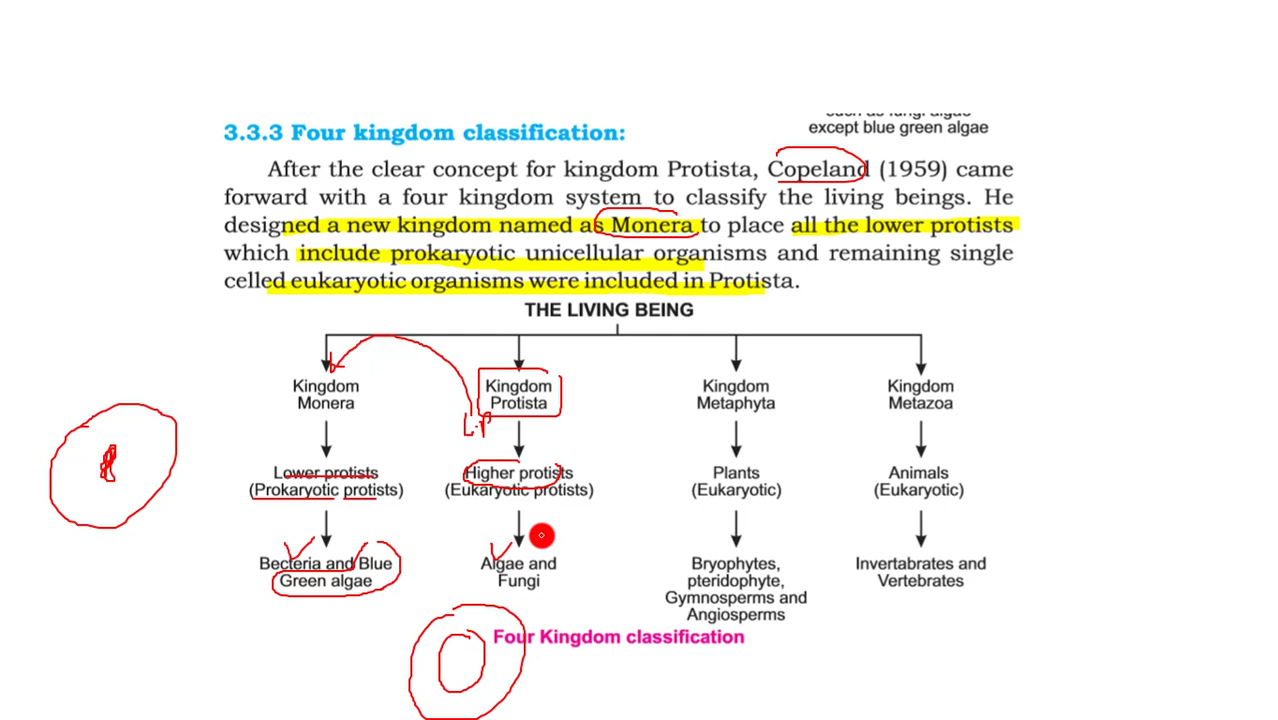 such as fungi algae
except blue green algae
3.3.3 Four kingdom classification:
After the clear concept for kingdom Protista, Copeland (1959) came
forward with a four kingdom system to classify the living beings. He
designed a new kingdom named as Monera to place all the lower protists
which include prokaryotic unicellular organisms and remaining single
celled eukaryotic organisms were included in Protista.
THE LIVING BEING
Kingdom
Monera
Kingdom
Protista
Kingdom
Metaphyta
Kingdom
Metazoa
Lower protists
(Prokaryotic protists)
Higher protists
(Eukaryotic protists)
Plants
(Eukaryotic)
Animals
(Eukaryotic)
Becteria and Blue
Green algae
Algae and
Fungi
Bryophytes,
pteridophyte,
Gymnosperms and
Angiosperms
Invertabrates and
Vertebrates
Four Kingdom classification